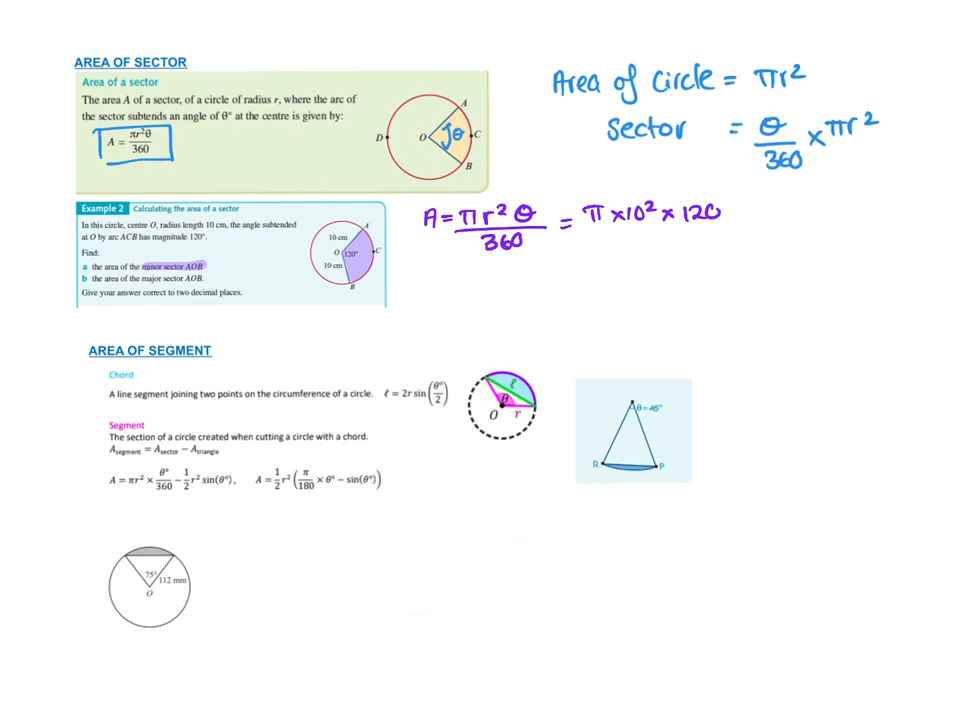 AREA OF SECTOR
Area of a sector
The area A of a sector, of a circle of radius r, where the arc of
the sector subtends an angle of θ° at the centre is given by:
A = πr²θ / 360
A
D
O
θ
C
B
Area of circle = πr²
Sector = θ/360 × πr²
A = πr²θ / 360 = π × 10² × 120
Example 2 Calculating the area of a sector
In this circle, centre O, radius length 10 cm, the angle subtended
at O by arc ACB has magnitude 120°.
Find:
a the area of the minor sector AOB
b the area of the major sector AOB.
Give your answer correct to two decimal places.
A
10 cm
O
120°
C
10 cm
B
AREA OF SEGMENT
Chord
A line segment joining two points on the circumference of a circle. ℓ = 2r sin(θ°/2)
Segment
The section of a circle created when cutting a circle with a chord.
Asegment = Asector − Atriangle
A = πr² × θ°/360 − 1/2 r² sin(θ°), A = 1/2 r² (π/180 × θ° − sin(θ°))
ℓ
θ
O
r
A θ = 45°
R
P
75°
112 mm
O